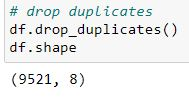 # drop duplicates
df.drop_duplicates()
df.shape
(9521, 8)